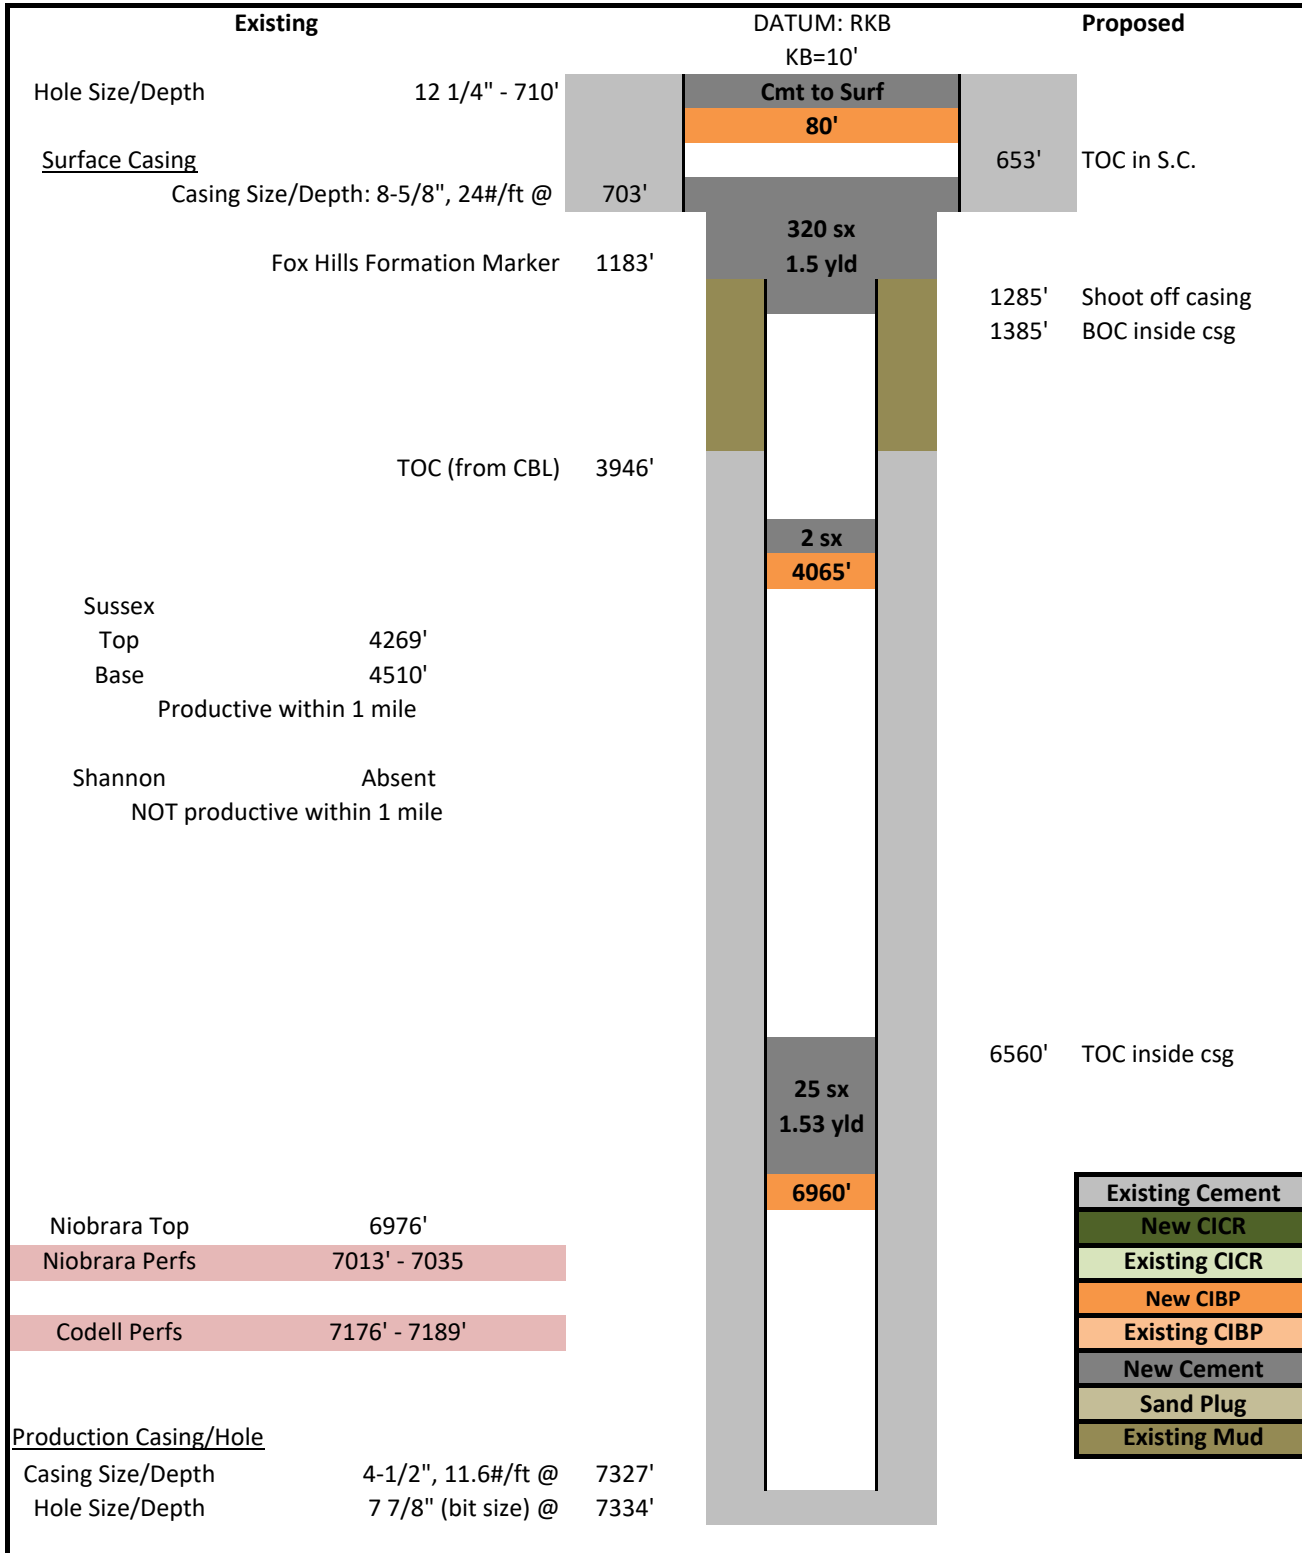 Existing DATUM: RKB Proposed
KB=10'
Hole Size/Depth 12 1/4" - 710' Cmt to Surf
80'
Surface Casing 653' TOC in S.C.
Casing Size/Depth: 8-5/8", 24#/ft @ 703'
320 sx
Fox Hills Formation Marker 1183' 1.5 yld
1285' Shoot off casing
1385' BOC inside csg
TOC (from CBL) 3946'
2 sx
4065'
Sussex
Top 4269'
Base 4510'
Productive within 1 mile
Shannon Absent
NOT productive within 1 mile
6560' TOC inside csg
25 sx
1.53 yld
6960' Existing Cement
Niobrara Top 6976' New CICR
Niobrara Perfs 7013' - 7035 Existing CICR
New CIBP
Codell Perfs 7176' - 7189' Existing CIBP
New Cement
Sand Plug
Production Casing/Hole Existing Mud
Casing Size/Depth 4-1/2", 11.6#/ft @ 7327'
Hole Size/Depth 7 7/8" (bit size) @ 7334'